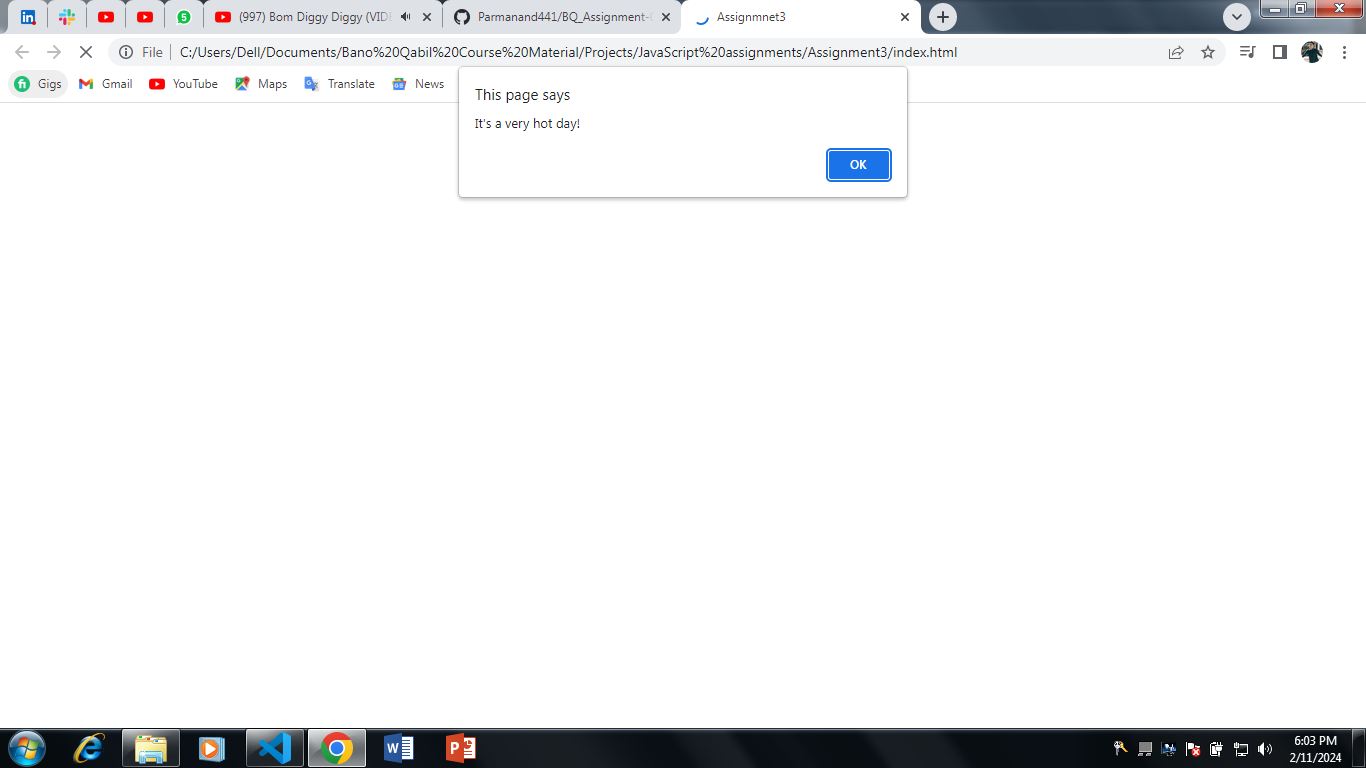 (997) Bom Diggy Diggy (VID
Parmanand441/BQ_Assignment-
Assignmnet3
File
C:/Users/Dell/Documents/Bano%20Qabil%20Course%20Material/Projects/JavaScript%20assignments/Assignment3/index.html
Gigs
Gmail
YouTube
Maps
Translate
News
This page says
It's a very hot day!
OK
6:03 PM
2/11/2024